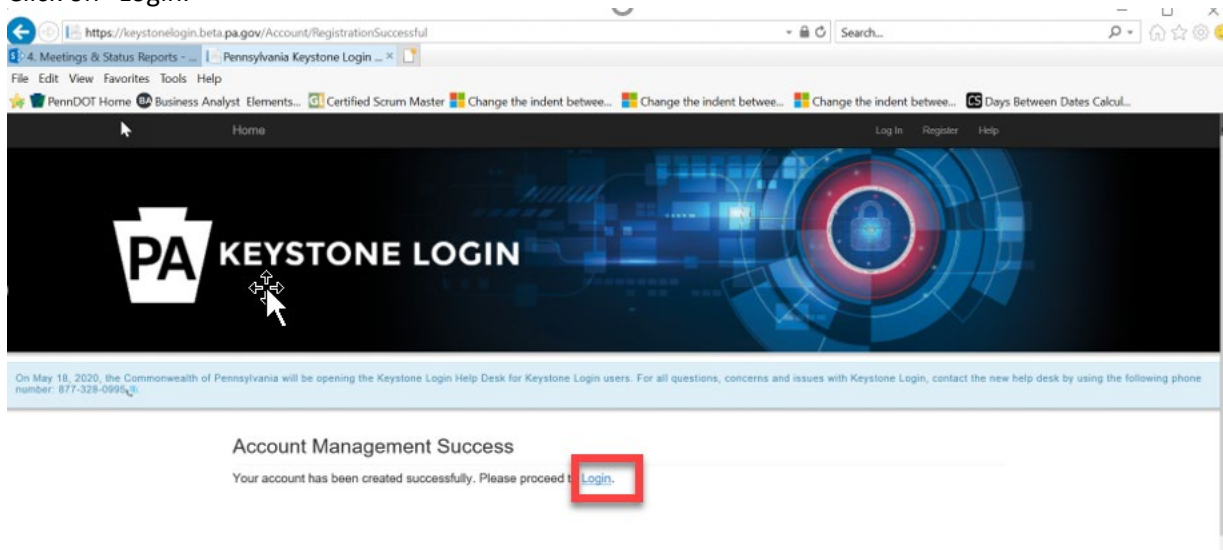 https://keystonelogin.beta.pa.gov/Account/RegistrationSuccessful Search...
4. Meetings & Status Reports - ... Pennsylvania Keystone Login ...
File Edit View Favorites Tools Help
PennDOT Home BA Business Analyst Elements... Certified Scrum Master Change the indent betwee... Change the indent betwee... Change the indent betwee... CS Days Between Dates Calcul...
Home Log In Register Help
PA KEYSTONE LOGIN
On May 18, 2020, the Commonwealth of Pennsylvania will be opening the Keystone Login Help Desk for Keystone Login users. For all questions, concerns and issues with Keystone Login, contact the new help desk by using the following phone
number: 877-328-0995
Account Management Success
Your account has been created successfully. Please proceed t Login.